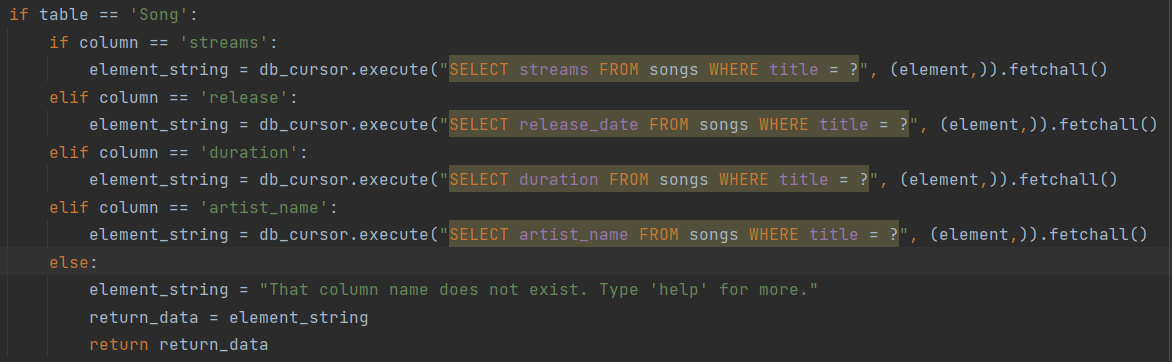 if table == 'Song':
    if column == 'streams':
        element_string = db_cursor.execute("SELECT streams FROM songs WHERE title = ?", (element,)).fetchall()
    elif column == 'release':
        element_string = db_cursor.execute("SELECT release_date FROM songs WHERE title = ?", (element,)).fetchall()
    elif column == 'duration':
        element_string = db_cursor.execute("SELECT duration FROM songs WHERE title = ?", (element,)).fetchall()
    elif column == 'artist_name':
        element_string = db_cursor.execute("SELECT artist_name FROM songs WHERE title = ?", (element,)).fetchall()
    else:
        element_string = "That column name does not exist. Type 'help' for more."
        return_data = element_string
        return return_data